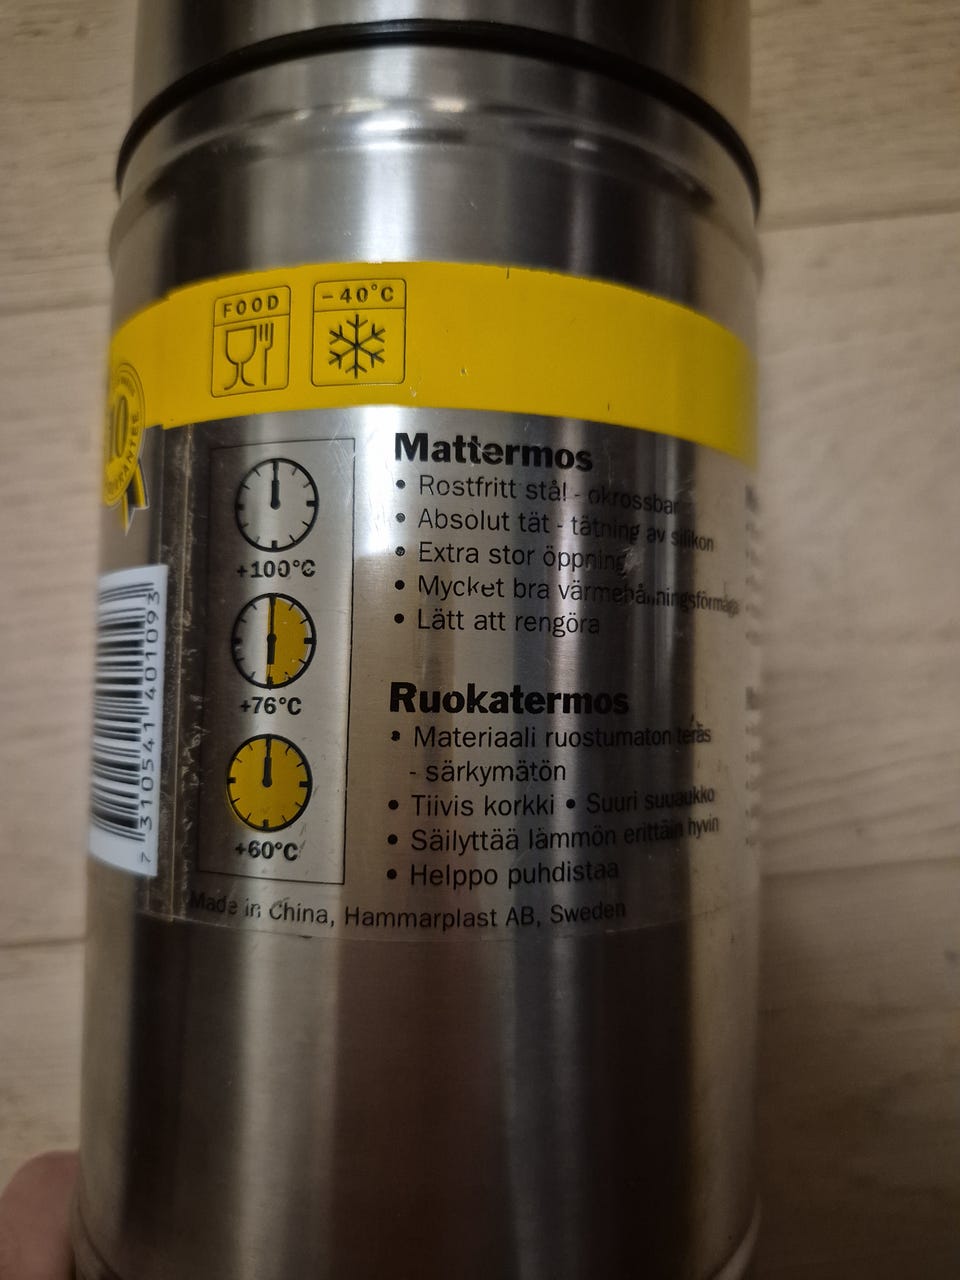 FOOD
-40°C
10
GUARANTEE
+100°C
+76°C
+60°C
7 310541 401093
Mattermos
• Rostfritt stål - okrossbar
• Absolut tät - tätning av silikon
• Extra stor öppning
• Mycket bra värmehållningsförmåga
• Lätt att rengöra
Ruokatermos
• Materiaali ruostumaton teräs
- särkymätön
• Tiivis korkki • Suuri suuaukko
• Säilyttää lämmön erittäin hyvin
• Helppo puhdistaa
Made in China, Hammarplast AB, Sweden